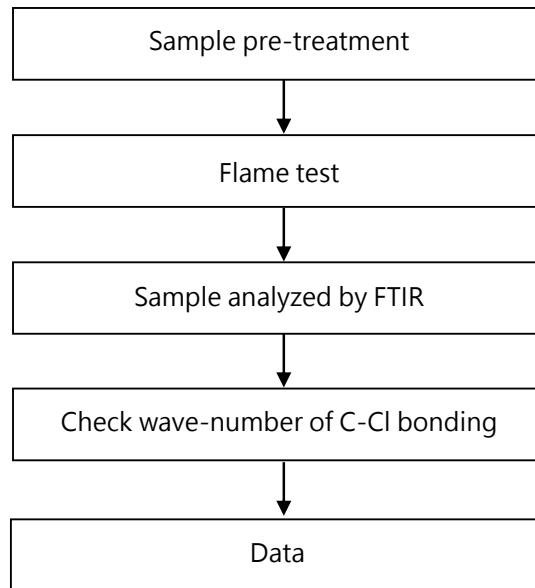 Sample pre-treatment
Flame test
Sample analyzed by FTIR
Check wave-number of C-Cl bonding
Data